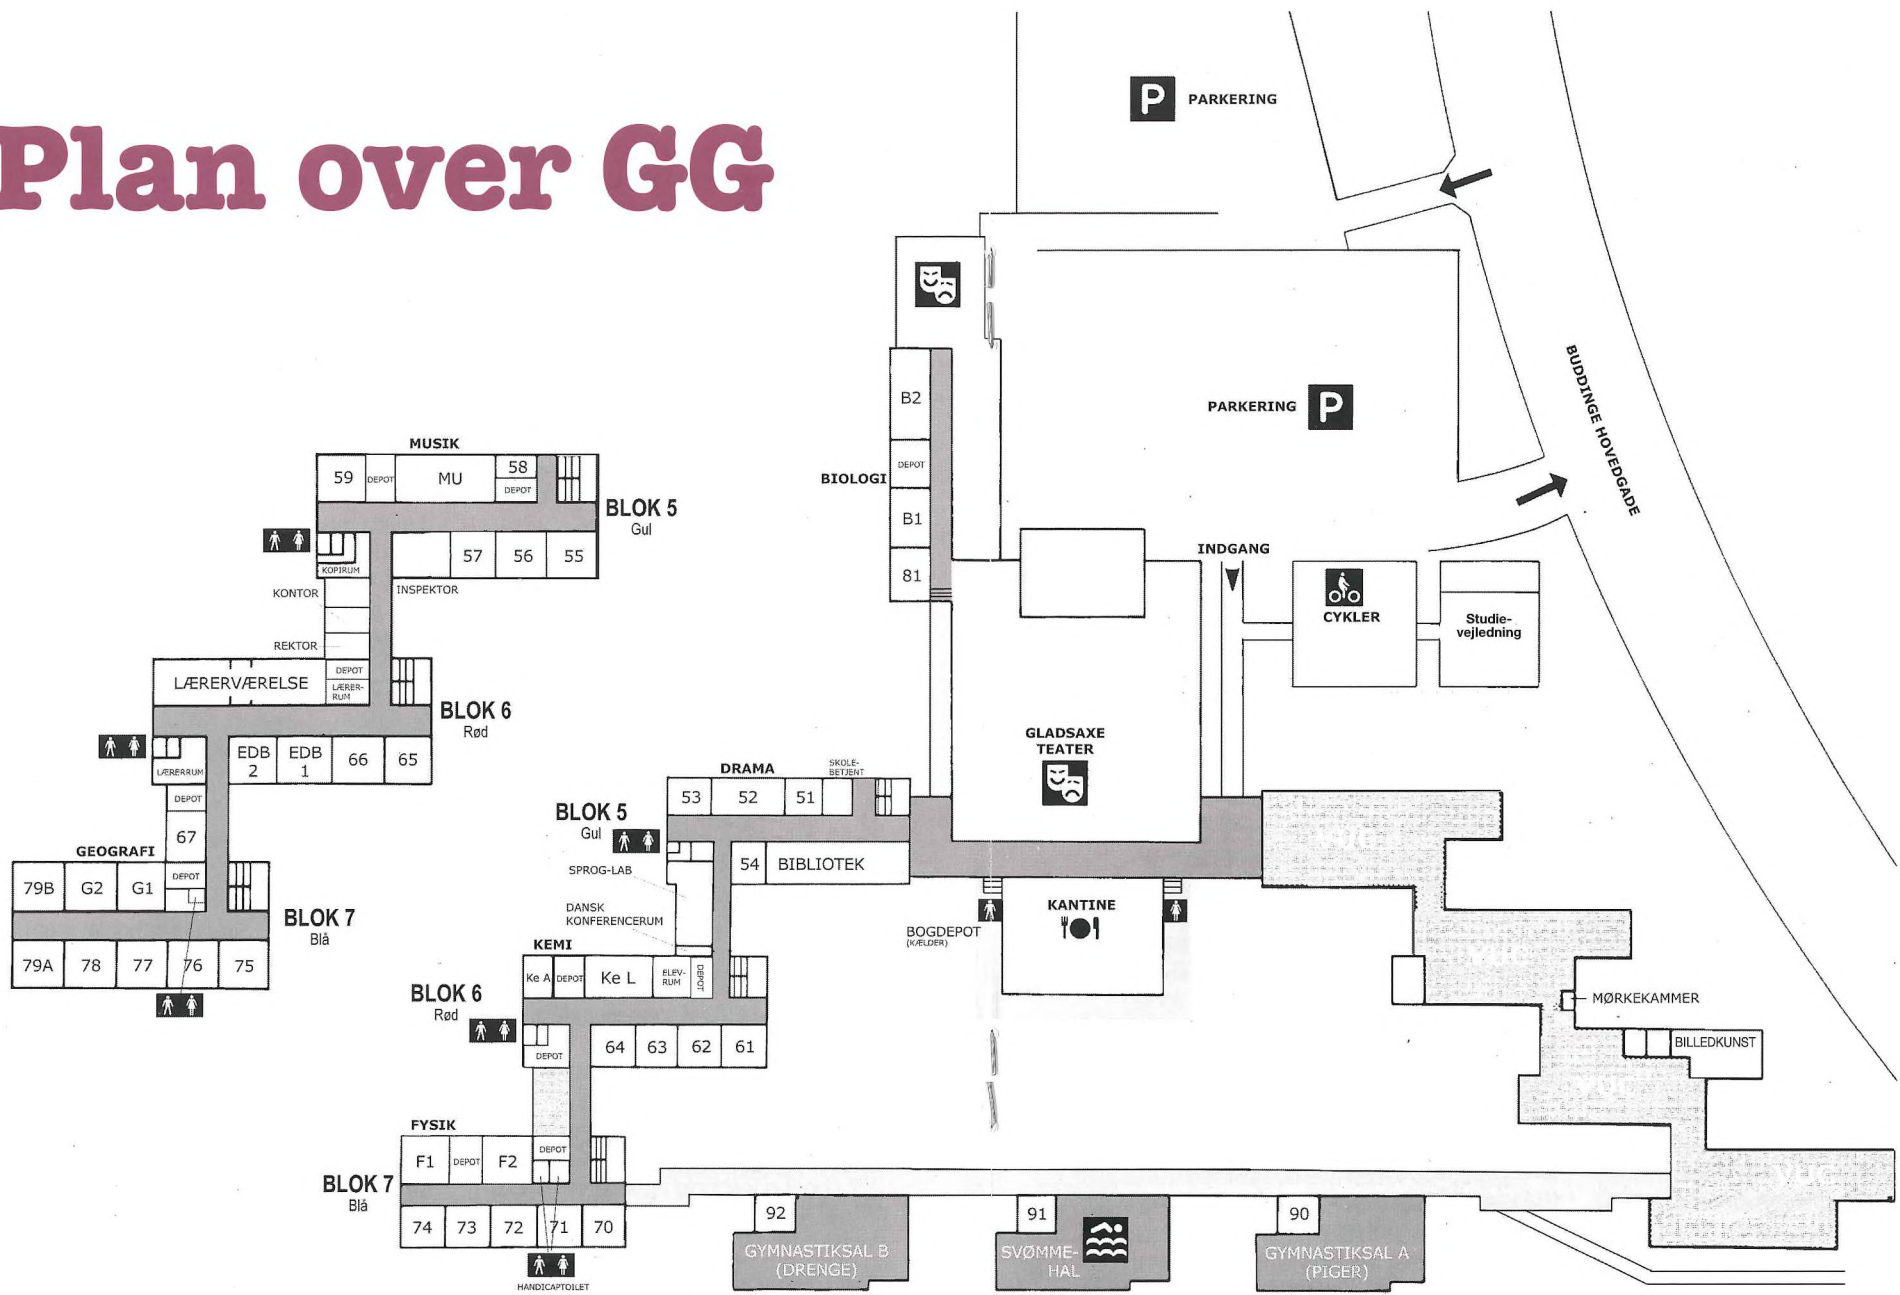 Plan over GG
P PARKERING
PARKERING P
BUDDINGE HOVEDGADE
B2
DEPOT
BIOLOGI
B1
81
INDGANG
CYKLER
Studie-
vejledning
GLADSAXE
TEATER
MUSIK
59
DEPOT
MU
58
DEPOT
BLOK 5
Gul
KOPIRUM
57
56
55
KONTOR
INSPEKTOR
REKTOR
DEPOT
LÆRERVÆRELSE
LÆRER-
RUM
BLOK 6
Rød
LÆRERRUM
EDB
2
EDB
1
66
65
DEPOT
67
GEOGRAFI
79B
G2
G1
DEPOT
BLOK 7
Blå
79A
78
77
76
75
DRAMA
SKOLE-
BETJENT
53
52
51
BLOK 5
Gul
54
BIBLIOTEK
SPROG-LAB
DANSK
KONFERENCERUM
KEMI
Ke A
DEPOT
Ke L
ELEV-
RUM
DEPOT
BLOK 6
Rød
DEPOT
64
63
62
61
FYSIK
F1
DEPOT
F2
DEPOT
BLOK 7
Blå
74
73
72
71
70
HANDICAPTOILET
KANTINE
BOGDEPOT
(KÆLDER)
VUC
VUC
MØRKEKAMMER
BILLEDKUNST
VUC
VUC
92
GYMNASTIKSAL B
(DRENGE)
91
SVØMME-
HAL
90
GYMNASTIKSAL A
(PIGER)